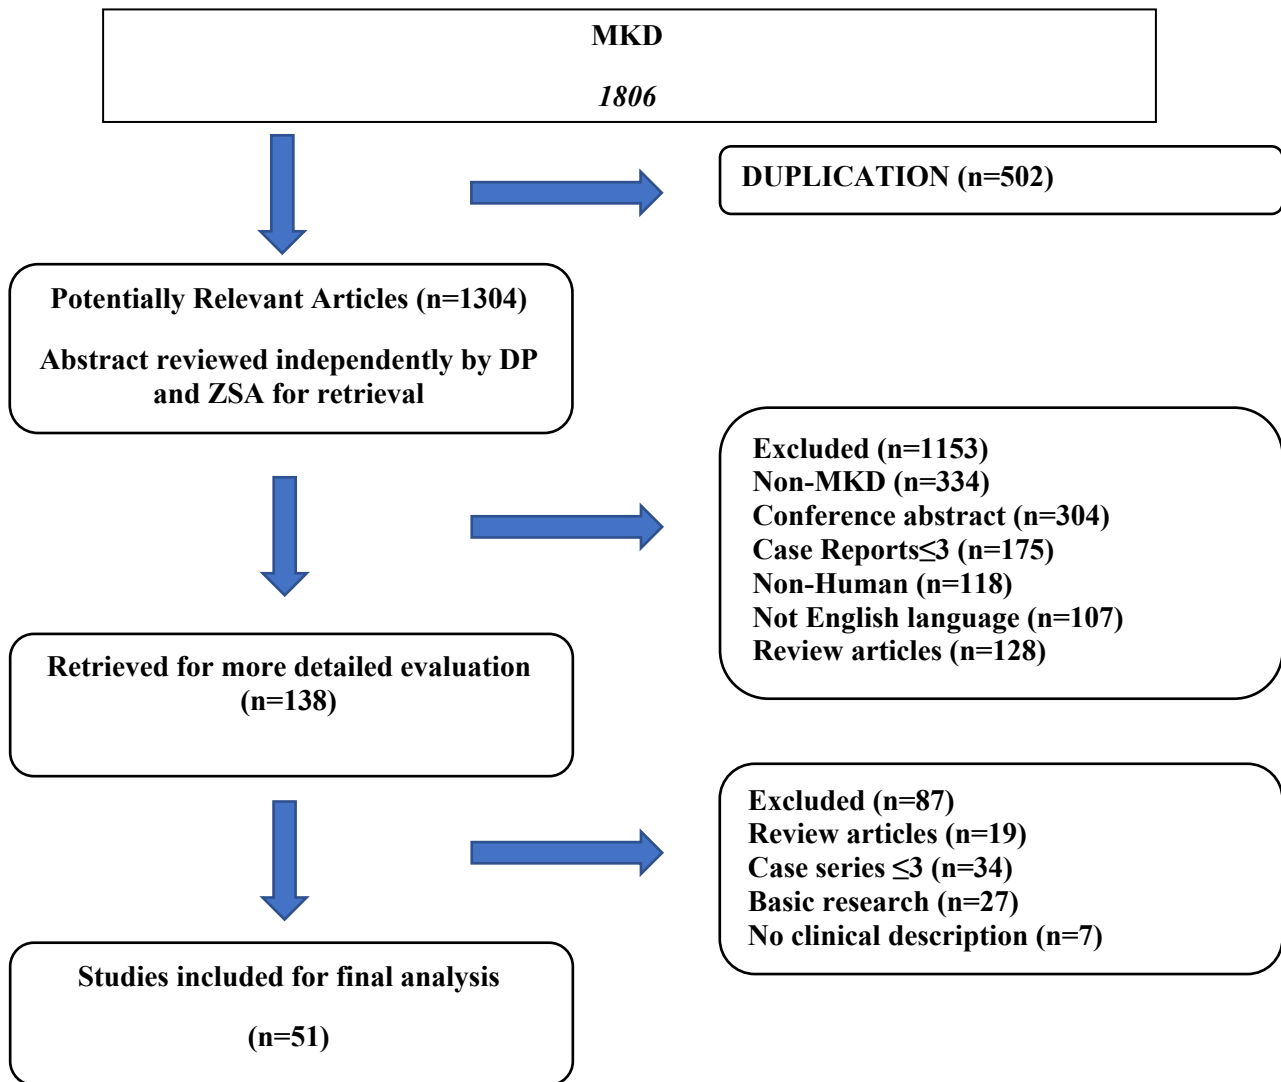 MKD
1806
DUPLICATION (n=502)
Potentially Relevant Articles (n=1304)
Abstract reviewed independently by DP
and ZSA for retrieval
Excluded (n=1153)
Non-MKD (n=334)
Conference abstract (n=304)
Case Reports≤3 (n=175)
Non-Human (n=118)
Not English language (n=107)
Review articles (n=128)
Retrieved for more detailed evaluation
(n=138)
Excluded (n=87)
Review articles (n=19)
Case series ≤3 (n=34)
Basic research (n=27)
No clinical description (n=7)
Studies included for final analysis
(n=51)